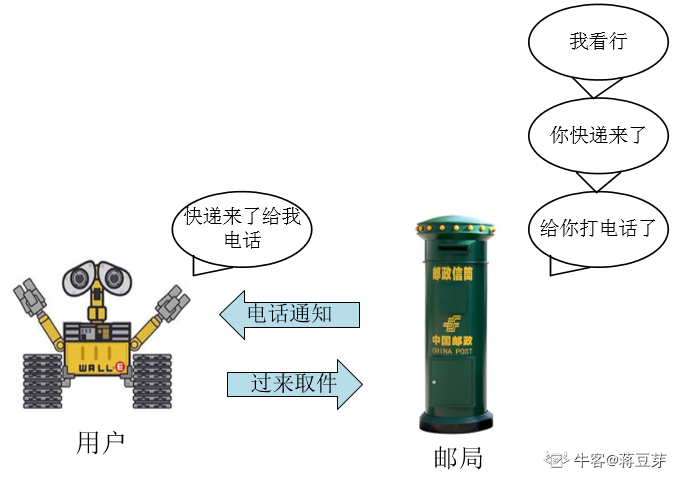 我看行
你快递来了
给你打电话了
快递来了给我
电话
邮政信筒
中国邮政
CHINA POST
电话通知
过来取件
WALL·E
用户
邮局
牛客@蒋豆芽